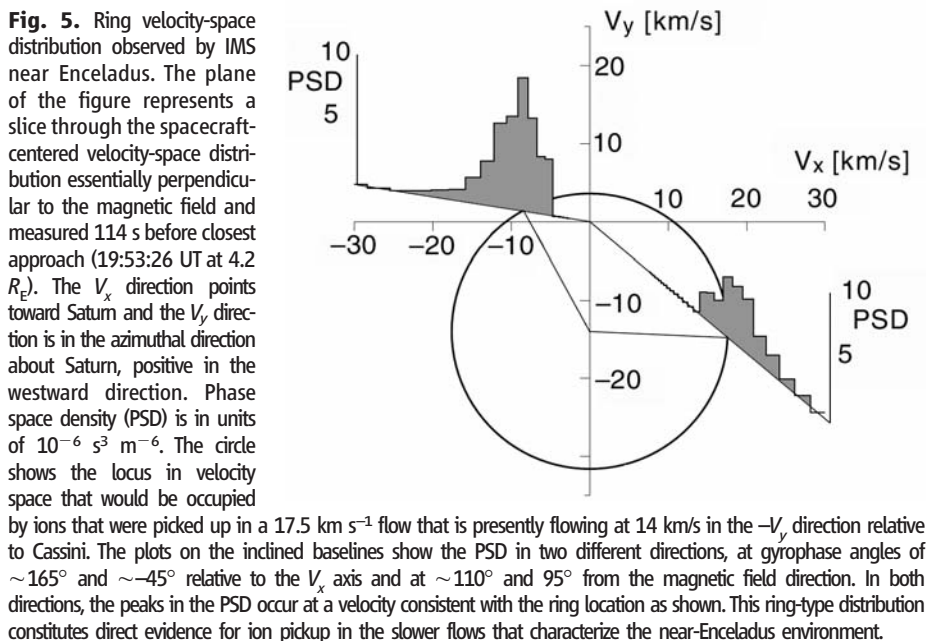 Fig. 5. Ring velocity-space
distribution observed by IMS
near Enceladus. The plane
of the figure represents a
slice through the spacecraft-
centered velocity-space distri-
bution essentially perpendicu-
lar to the magnetic field and
measured 114 s before closest
approach (19:53:26 UT at 4.2
R_E). The V_x direction points
toward Saturn and the V_y direc-
tion is in the azimuthal direction
about Saturn, positive in the
westward direction. Phase
space density (PSD) is in units
of 10⁻⁶ s³ m⁻⁶. The circle
shows the locus in velocity
space that would be occupied
by ions that were picked up in a 17.5 km s⁻¹ flow that is presently flowing at 14 km/s in the –V_y direction relative
to Cassini. The plots on the inclined baselines show the PSD in two different directions, at gyrophase angles of
~165° and ~–45° relative to the V_x axis and at ~110° and 95° from the magnetic field direction. In both
directions, the peaks in the PSD occur at a velocity consistent with the ring location as shown. This ring-type distribution
constitutes direct evidence for ion pickup in the slower flows that characterize the near-Enceladus environment.
V_y [km/s]
10
PSD
5
20
10
V_x [km/s]
10 20 30
–30 –20 –10
–10
–20
10
PSD
5